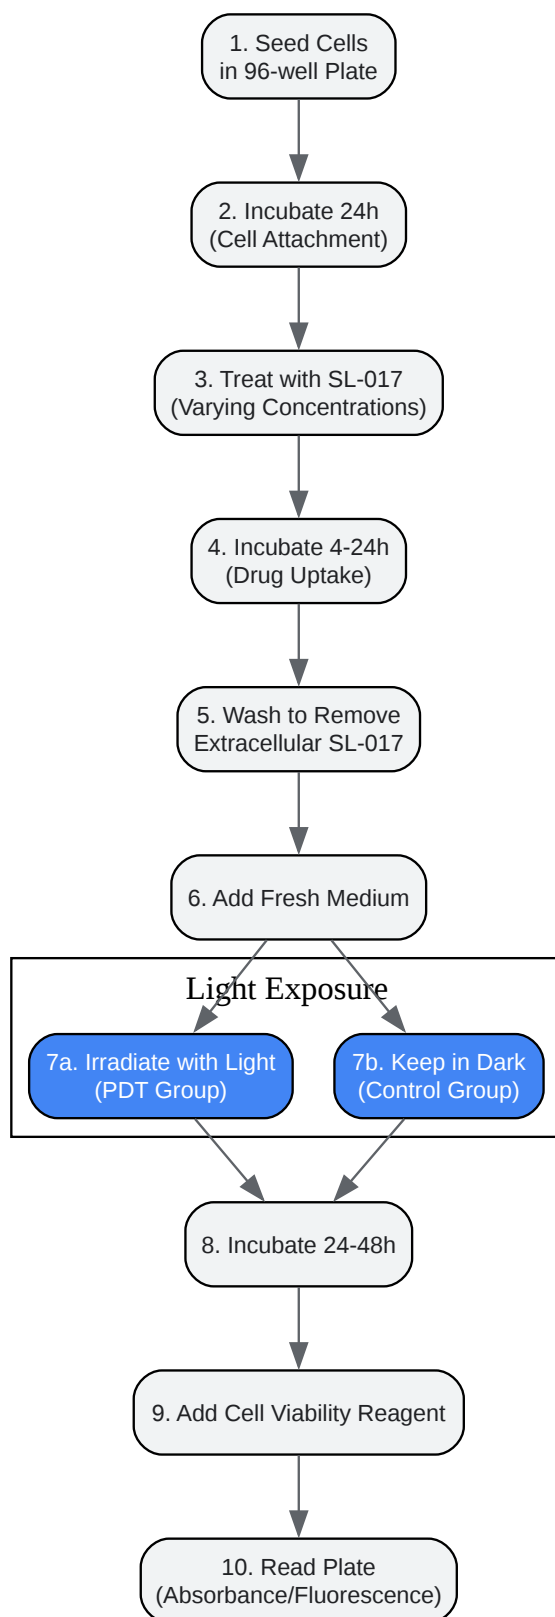 1. Seed Cells
in 96-well Plate
2. Incubate 24h
(Cell Attachment)
3. Treat with SL-017
(Varying Concentrations)
4. Incubate 4-24h
(Drug Uptake)
5. Wash to Remove
Extracellular SL-017
6. Add Fresh Medium
Light Exposure
7a. Irradiate with Light
(PDT Group)
7b. Keep in Dark
(Control Group)
8. Incubate 24-48h
9. Add Cell Viability Reagent
10. Read Plate
(Absorbance/Fluorescence)